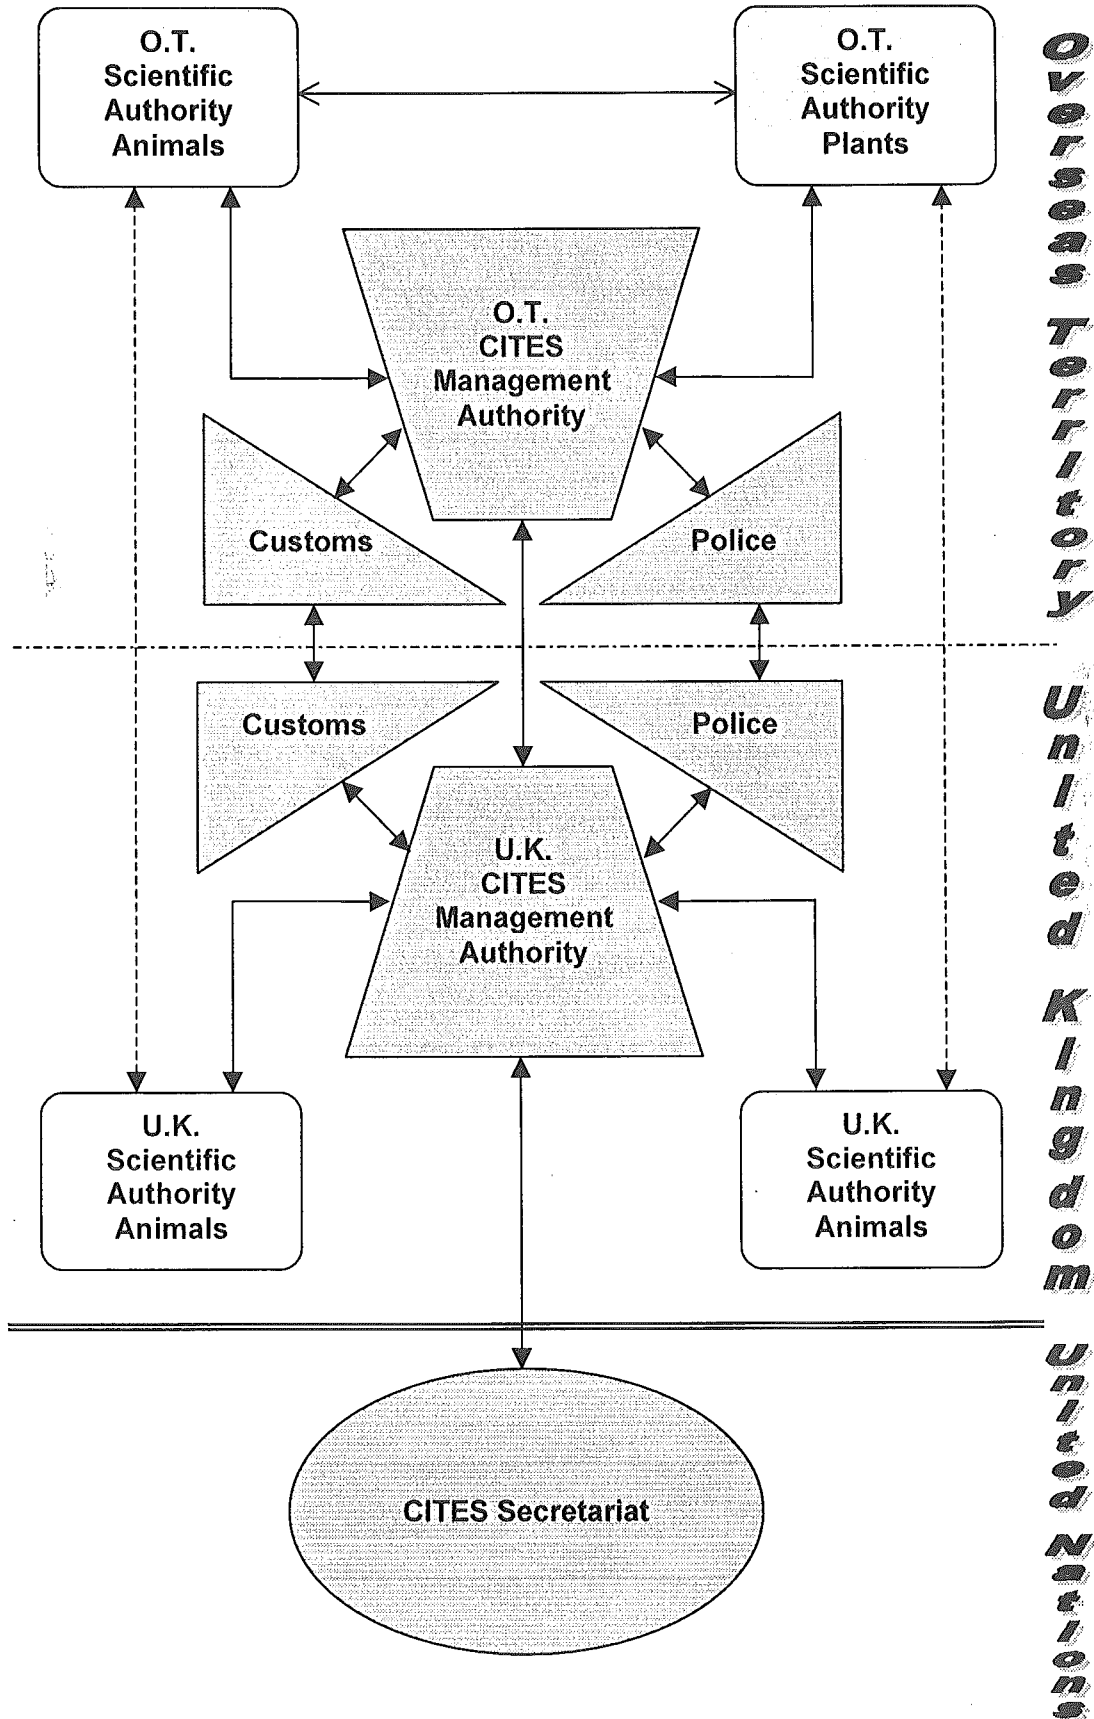 O.T.
Scientific
Authority
Animals
O.T.
Scientific
Authority
Plants
O.T.
CITES
Management
Authority
Customs
Police
Customs
Police
U.K.
CITES
Management
Authority
U.K.
Scientific
Authority
Animals
U.K.
Scientific
Authority
Animals
CITES Secretariat
Overseas Territory
United Kingdom
United Nations